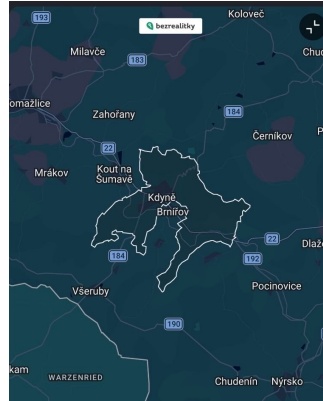 193
Koloveč
bezrealitky
Milavče
183
Chud
omažlice
184
Zahořany
Černíkov
22
Mrákov
Kout na
Šumavě
Kdyně
Brnířov
22
184
192
Dlaž
Pocinovice
Všeruby
190
kam
WARZENRIED
Chudenín
Nýrsko